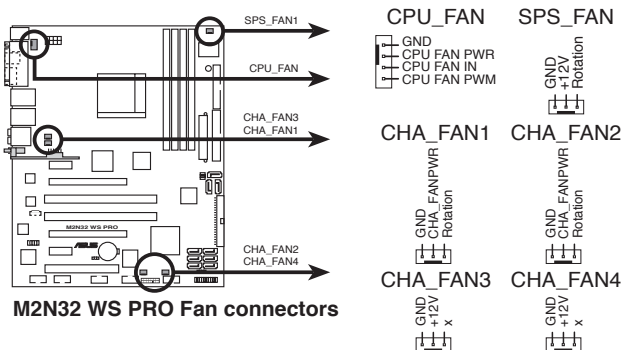 SPS_FAN1
CPU_FAN
CHA_FAN3
CHA_FAN1
CHA_FAN2
CHA_FAN4
M2N32 WS PRO
ASUS
M2N32 WS PRO Fan connectors
CPU_FAN
GND
CPU FAN PWR
CPU FAN IN
CPU FAN PWM
SPS_FAN
GND
+12V
Rotation
CHA_FAN1
GND
CHA_FANPWR
Rotation
CHA_FAN2
GND
CHA_FANPWR
Rotation
CHA_FAN3
GND
+12V
x
CHA_FAN4
GND
+12V
x